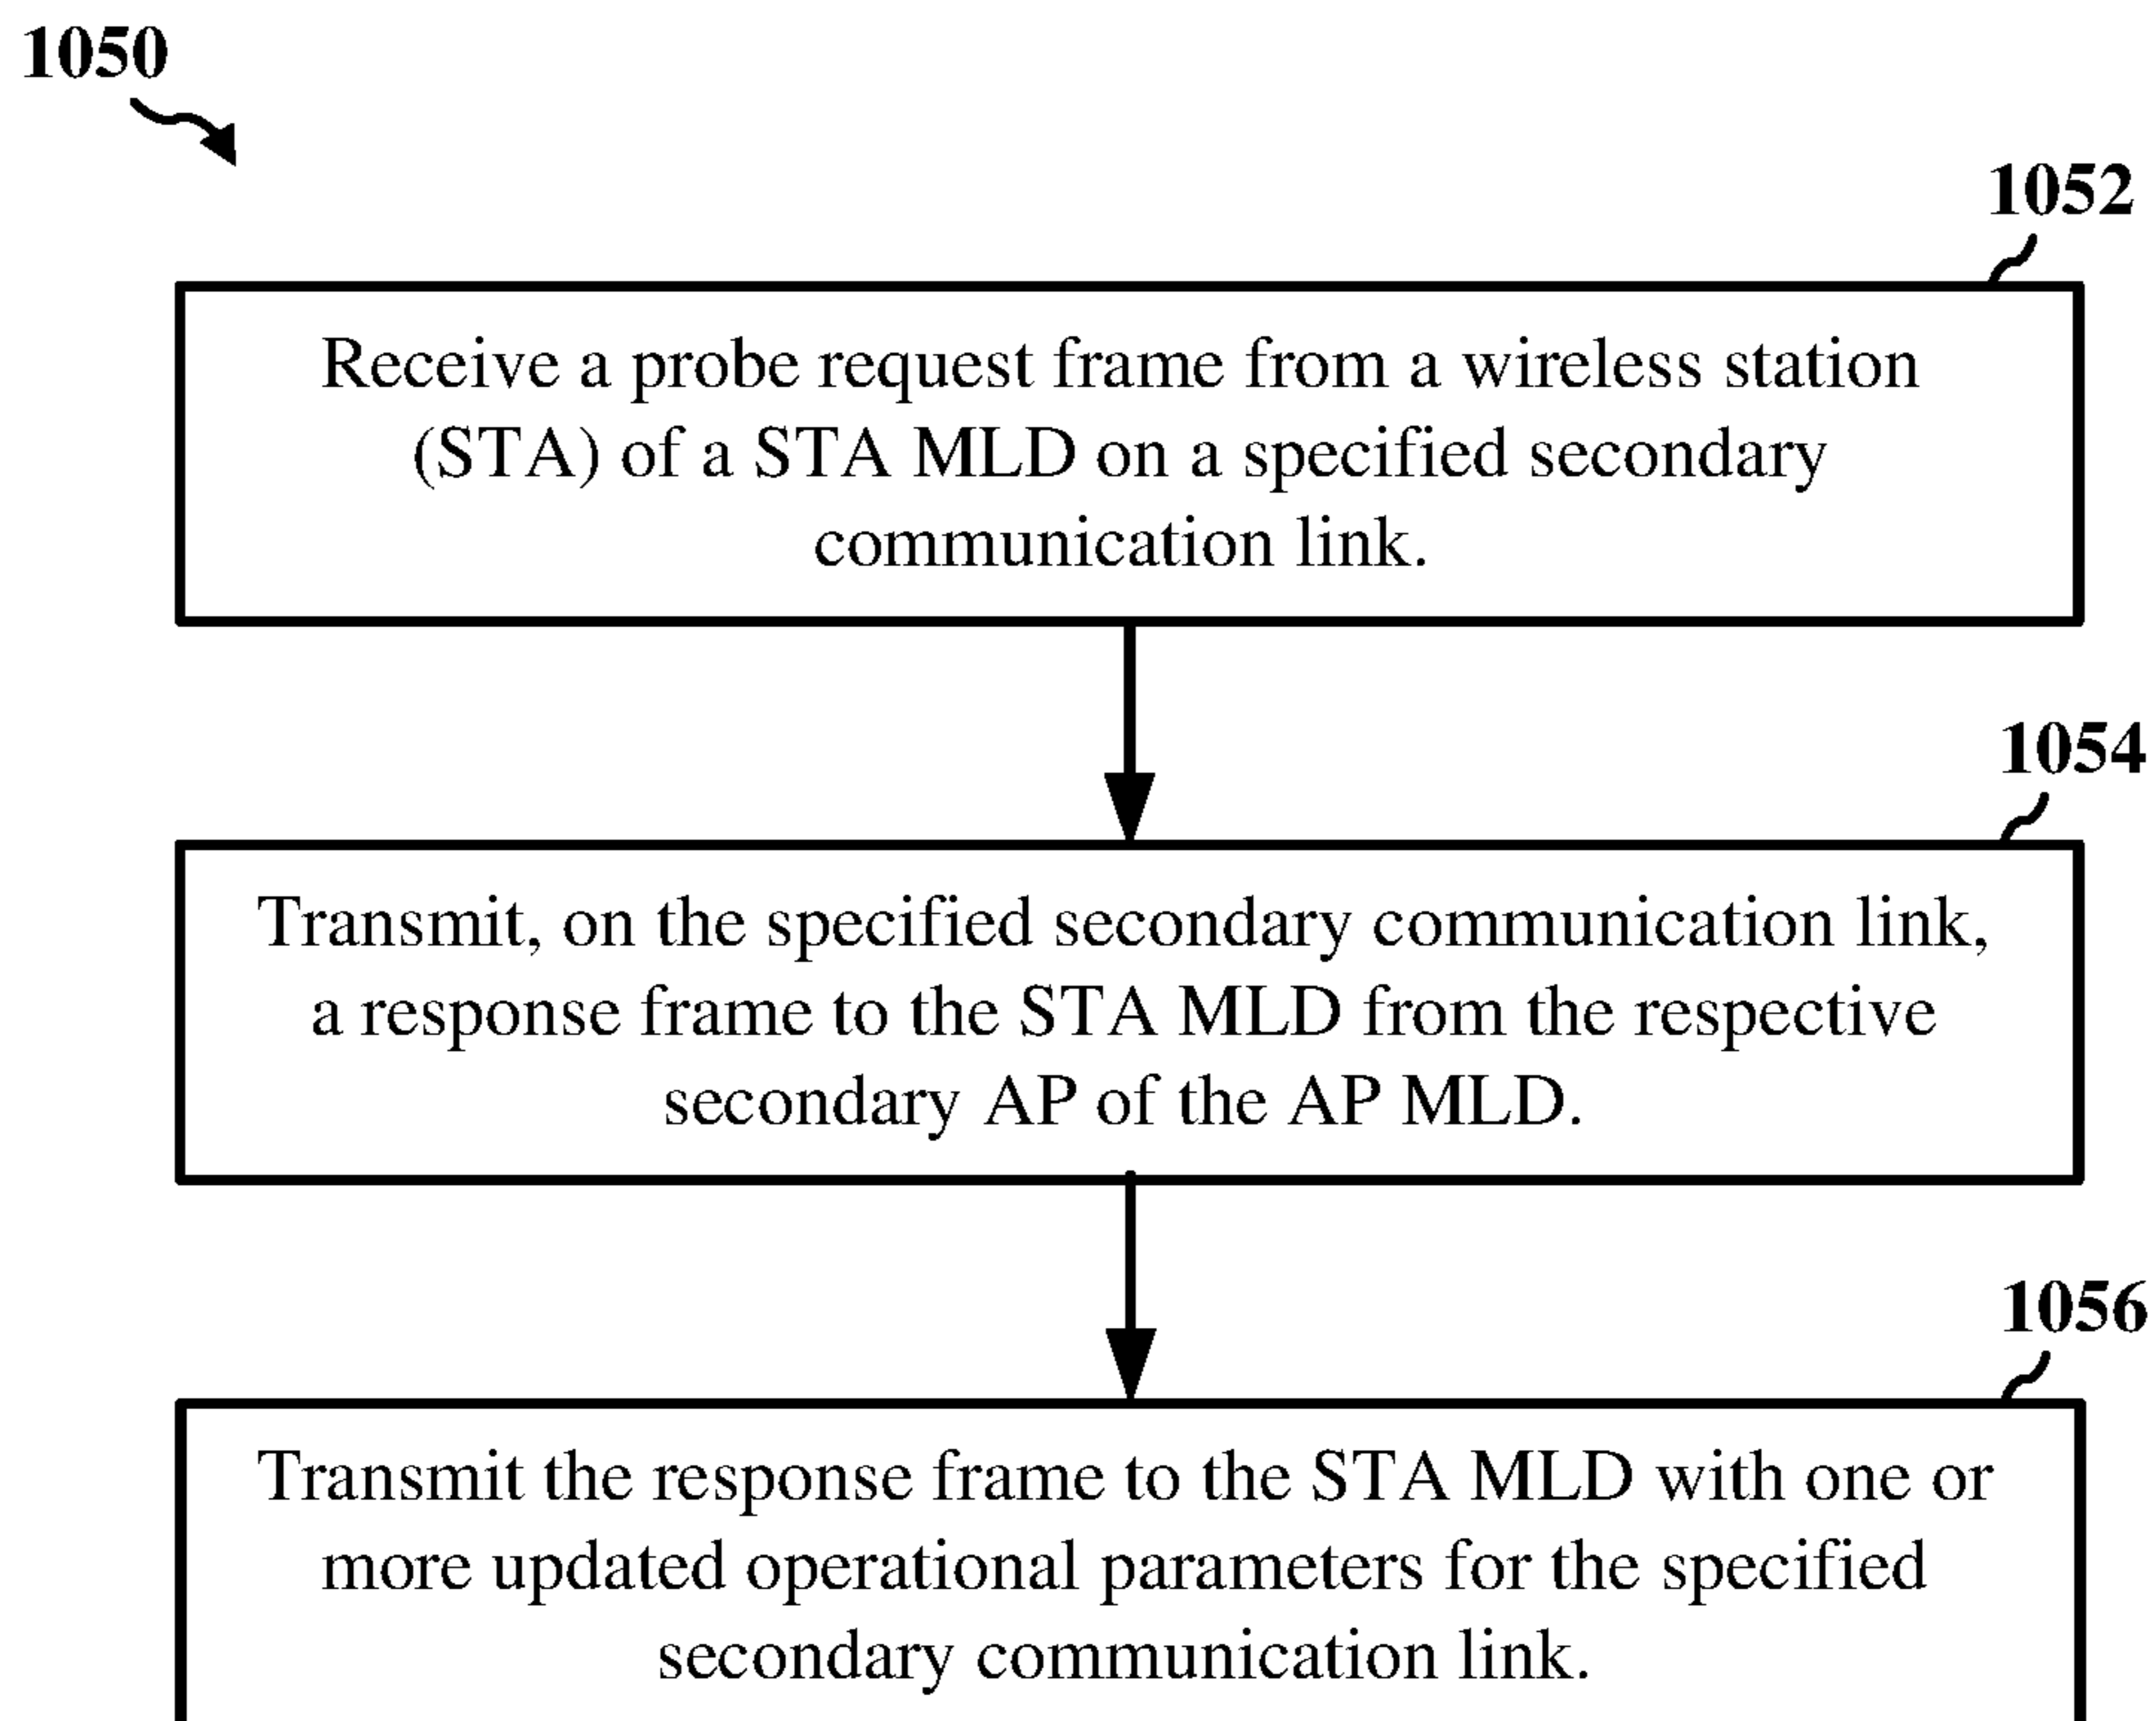 1050
1052
Receive a probe request frame from a wireless station
(STA) of a STA MLD on a specified secondary
communication link.
1054
Transmit, on the specified secondary communication link,
a response frame to the STA MLD from the respective
secondary AP of the AP MLD.
1056
Transmit the response frame to the STA MLD with one or
more updated operational parameters for the specified
secondary communication link.